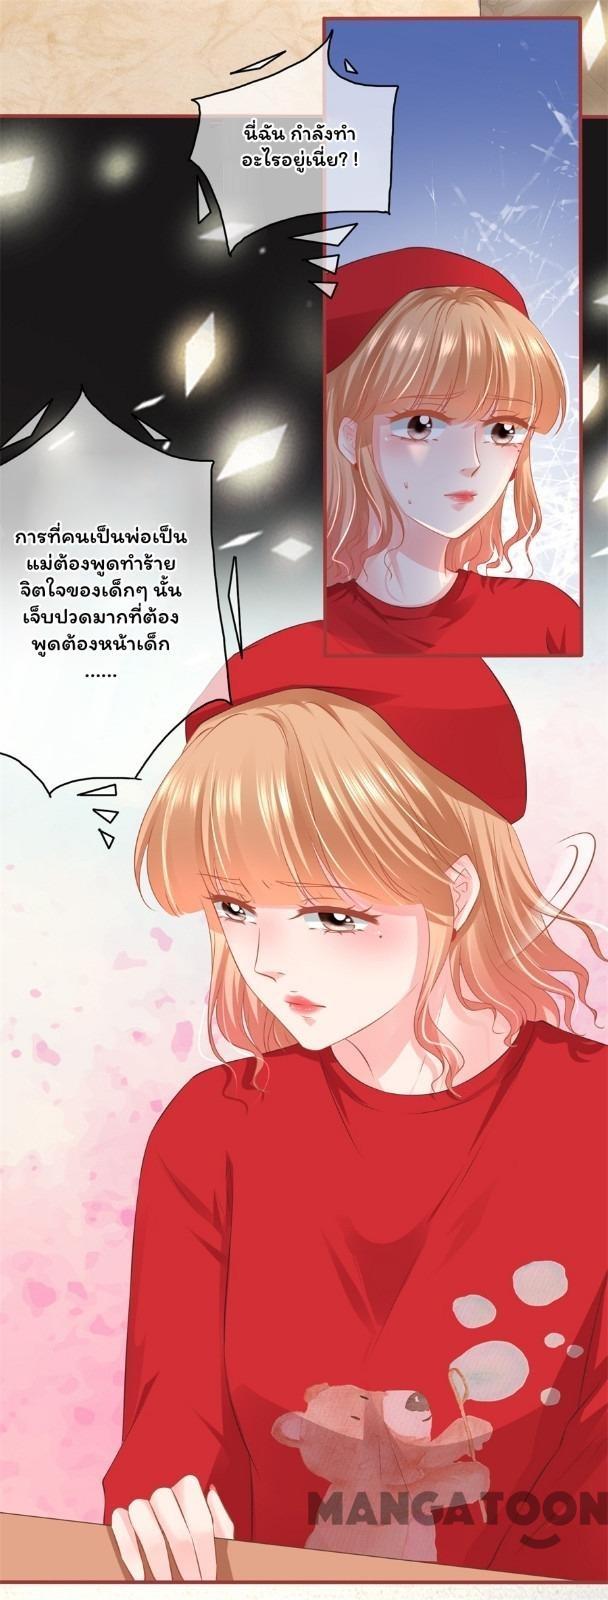 นี่ฉัน กำลังทำ
อะไรอยู่เนี่ย?!
การที่คนเป็นพ่อเป็น
แม่ต้องพูดทำร้าย
จิตใจของเด็กๆ นั้น
เจ็บปวดมากที่ต้อง
พูดต้องหน้าเด็ก
......
MANGATOON